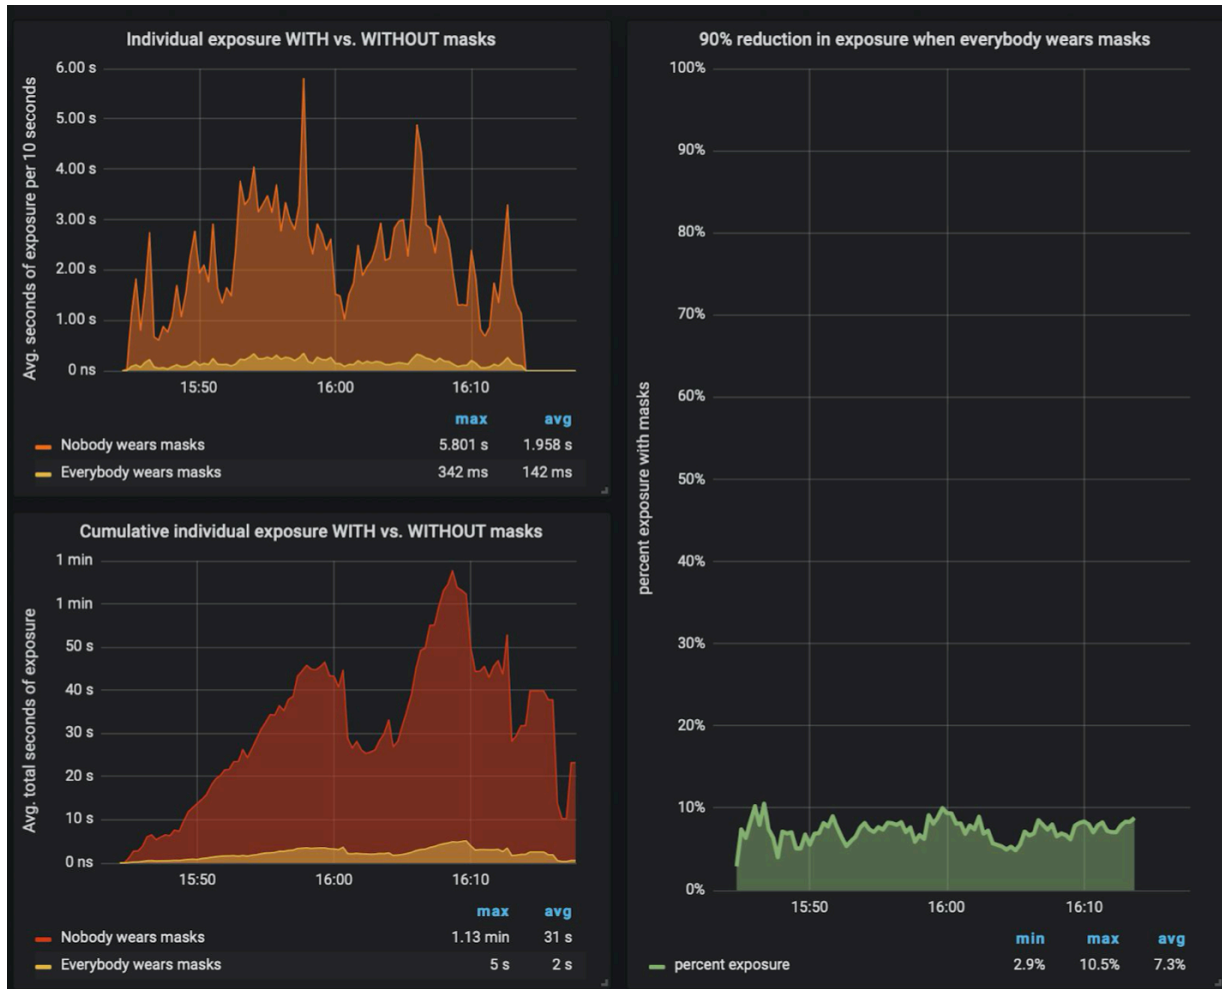 Individual exposure WITH vs. WITHOUT masks
Avg. seconds of exposure per 10 seconds
6.00 s
5.00 s
4.00 s
3.00 s
2.00 s
1.00 s
0 ns
15:50 16:00 16:10
max avg
Nobody wears masks 5.801 s 1.958 s
Everybody wears masks 342 ms 142 ms
Cumulative individual exposure WITH vs. WITHOUT masks
Avg. total seconds of exposure
1 min
1 min
50 s
40 s
30 s
20 s
10 s
0 ns
15:50 16:00 16:10
max avg
Nobody wears masks 1.13 min 31 s
Everybody wears masks 5 s 2 s
90% reduction in exposure when everybody wears masks
percent exposure with masks
100%
90%
80%
70%
60%
50%
40%
30%
20%
10%
0%
15:50 16:00 16:10
min max avg
percent exposure 2.9% 10.5% 7.3%